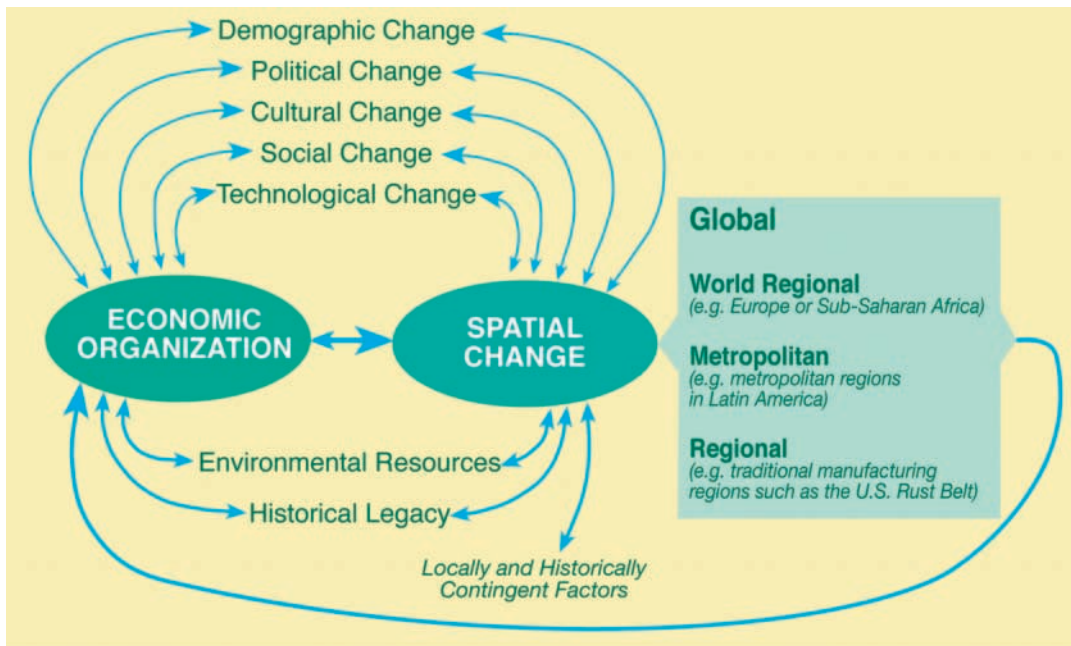 Demographic Change
Political Change
Cultural Change
Social Change
Technological Change
ECONOMIC
ORGANIZATION
SPATIAL
CHANGE
Global
World Regional
(e.g. Europe or Sub-Saharan Africa)
Metropolitan
(e.g. metropolitan regions
in Latin America)
Regional
(e.g. traditional manufacturing
regions such as the U.S. Rust Belt)
Environmental Resources
Historical Legacy
Locally and Historically
Contingent Factors